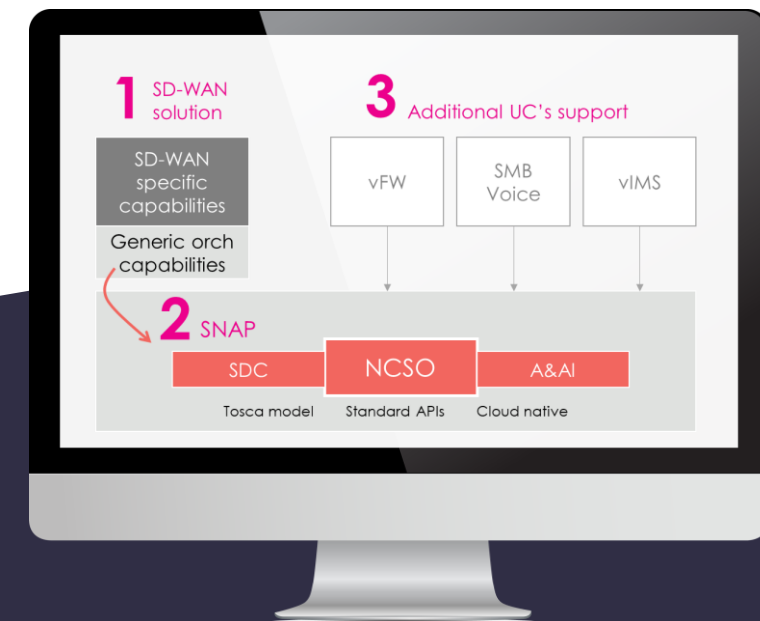 1
SD-WAN
solution
SD-WAN
specific
capabilities
Generic orch
capabilities
3
Additional UC's support
vFW
SMB
Voice
vIMS
2
SNAP
SDC
NCSO
A&AI
Tosca model
Standard APIs
Cloud native